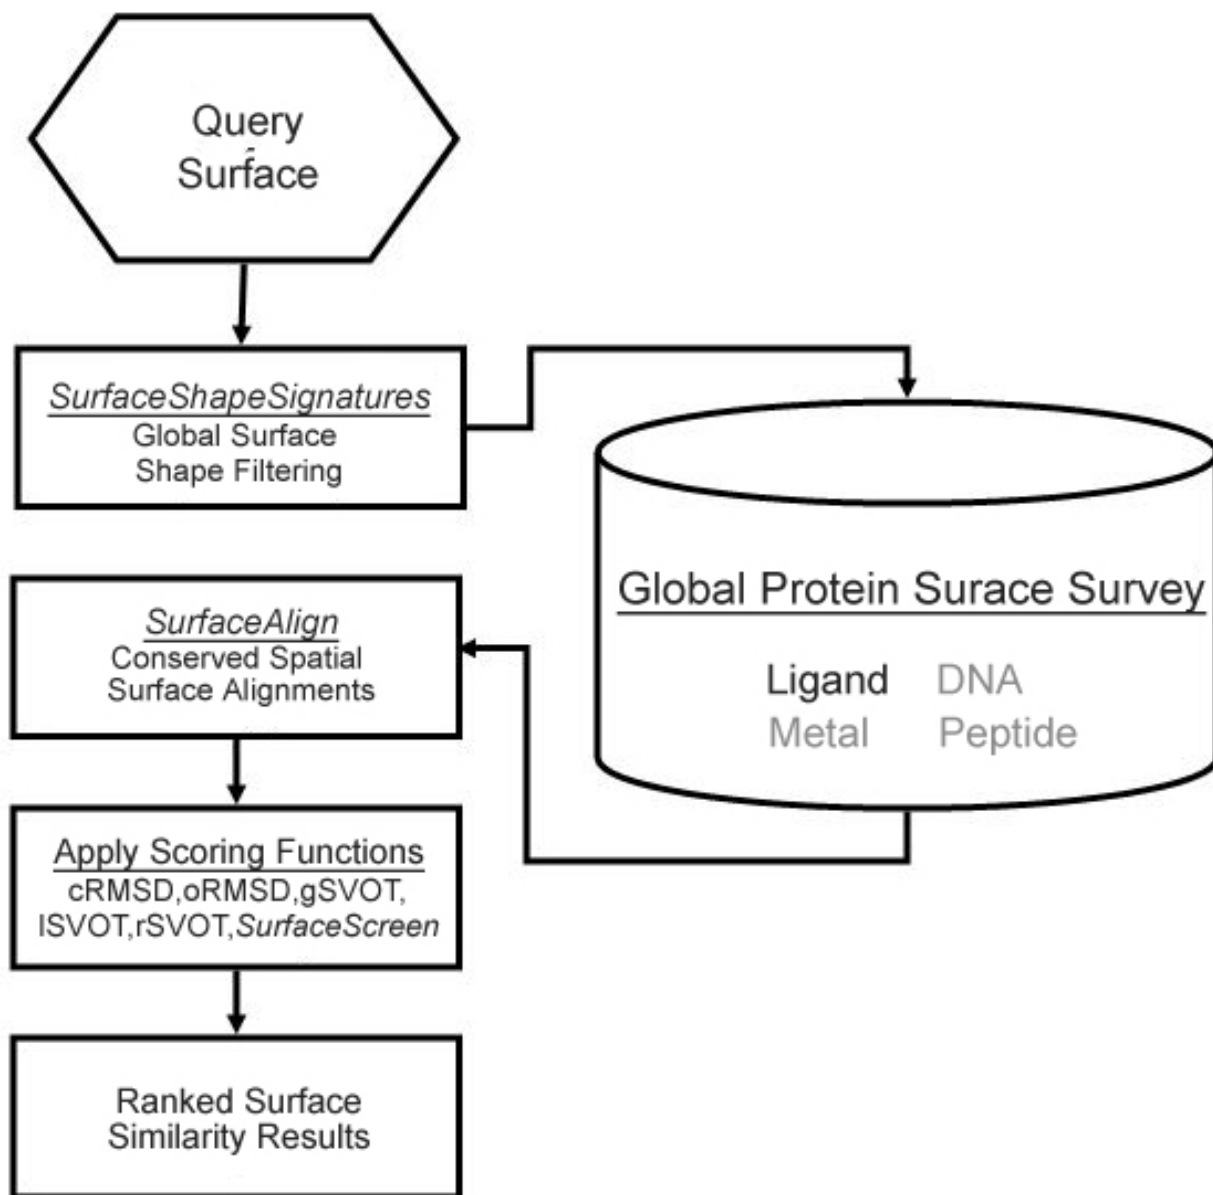 Query
Surface
SurfaceShapeSignatures
Global Surface
Shape Filtering
Global Protein Surace Survey
Ligand DNA
Metal Peptide
SurfaceAlign
Conserved Spatial
Surface Alignments
Apply Scoring Functions
cRMSD,oRMSD,gSVOT,
lSVOT,rSVOT,SurfaceScreen
Ranked Surface
Similarity Results